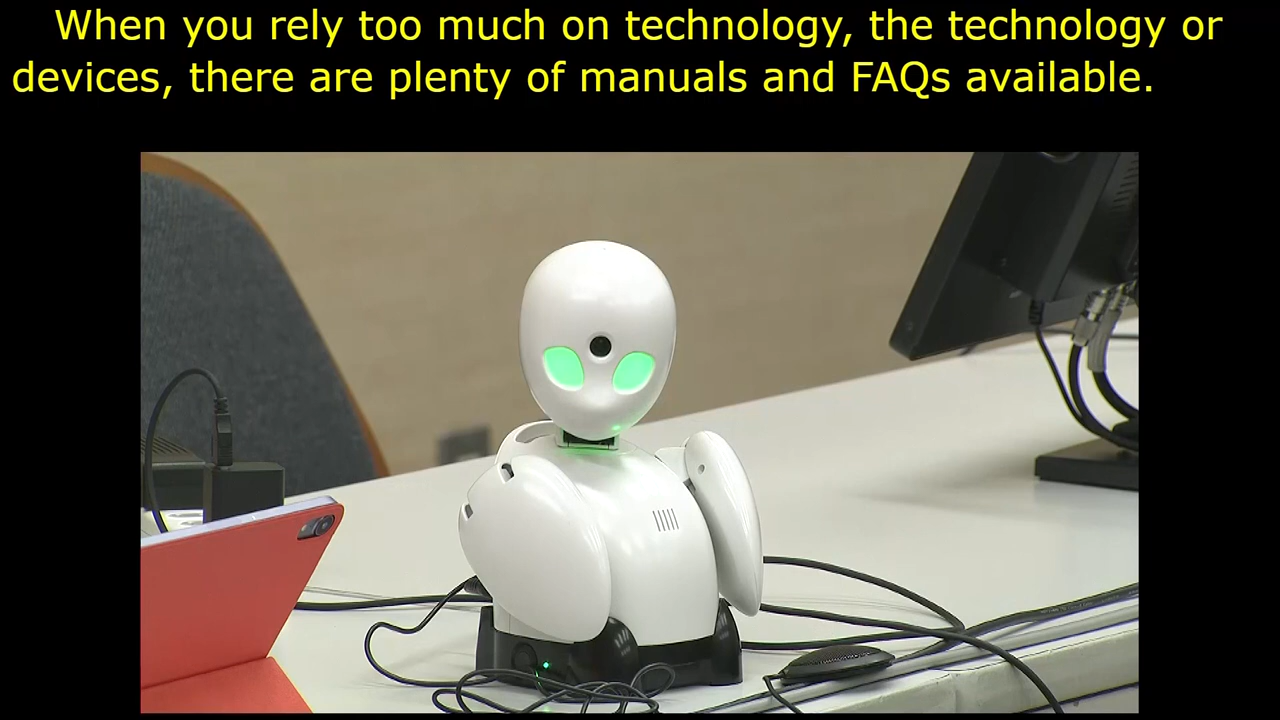 When you rely too much on technology, the technology or
devices, there are plenty of manuals and FAQs available.